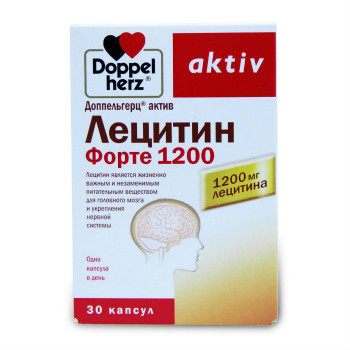 Doppel
herz®
aktiv
Доппельгерц® актив
Лецитин
Форте 1200
Лецитин является жизненно
важным и незаменимым
питательным веществом
для головного мозга
и укрепления
нервной
системы
1200 мг
лецитина
Одна
капсула
в день
30 капсул